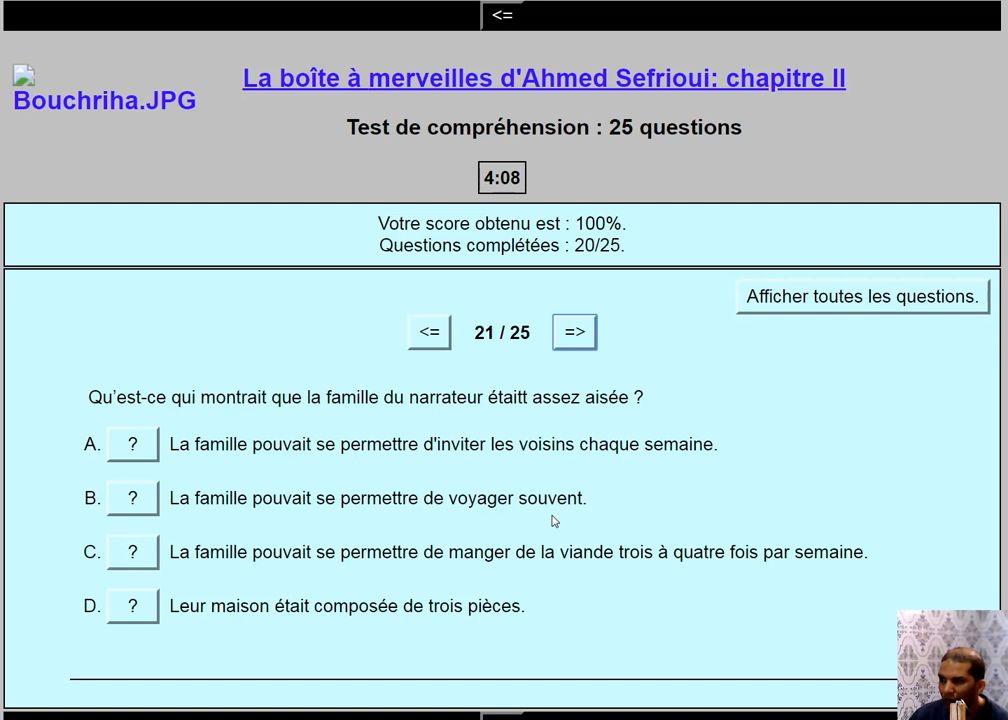 <=
Bouchriha.JPG
La boîte à merveilles d'Ahmed Sefrioui: chapitre II
Test de compréhension : 25 questions
4:08
Votre score obtenu est : 100%.
Questions complétées : 20/25.
Afficher toutes les questions.
<= 21 / 25 =>
Qu'est-ce qui montrait que la famille du narrateur étaitt assez aisée ?
A. ? La famille pouvait se permettre d'inviter les voisins chaque semaine.
B. ? La famille pouvait se permettre de voyager souvent.
C. ? La famille pouvait se permettre de manger de la viande trois à quatre fois par semaine.
D. ? Leur maison était composée de trois pièces.